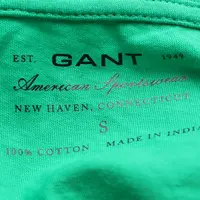 EST. GANT 1949
American Sportswear
NEW HAVEN, CONNECTICUT
S
100% COTTON MADE IN INDIA